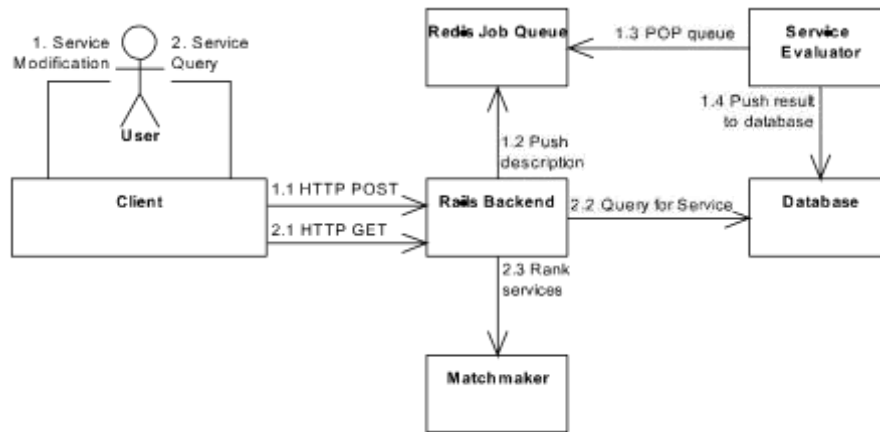 1. Service
Modification
2. Service
Query
User
Redis Job Queue
1.3 POP queue
Service
Evaluator
1.4 Push result
to database
1.2 Push
description
Client
1.1 HTTP POST
2.1 HTTP GET
Rails Backend
2.2 Query for Service
Database
2.3 Rank
services
Matchmaker